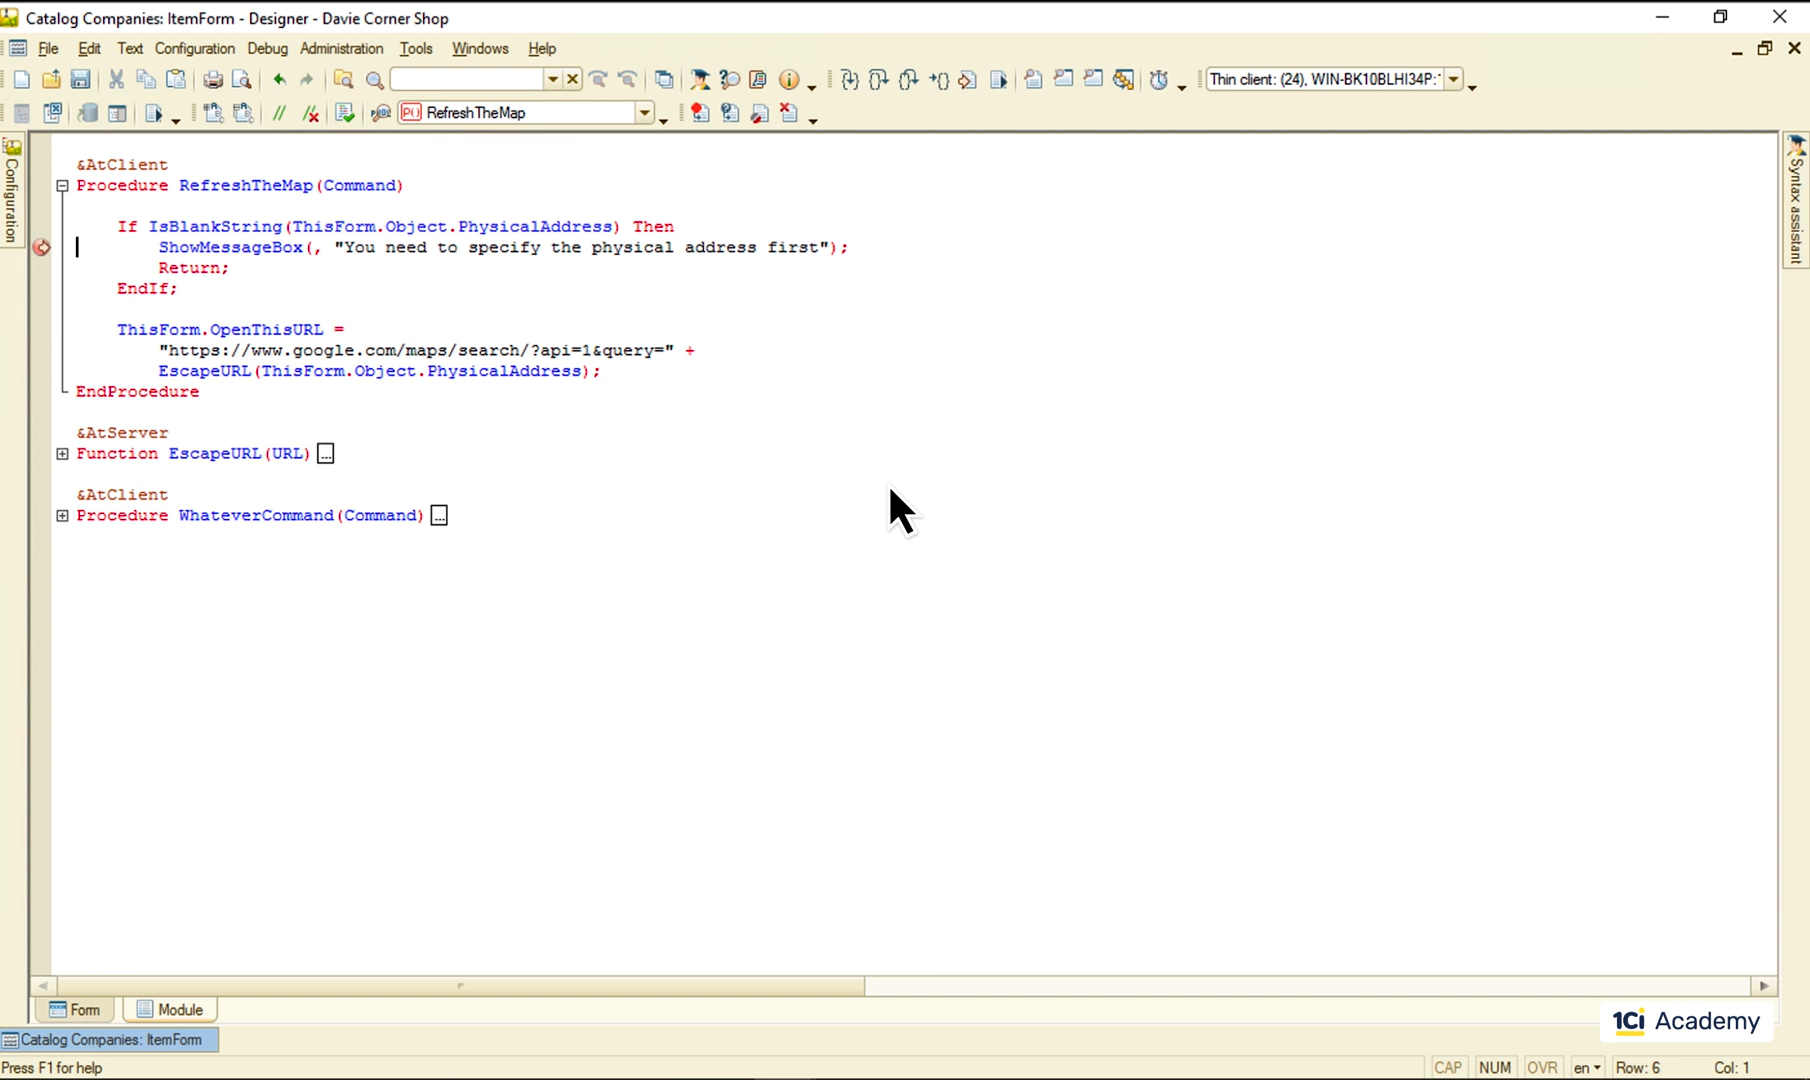 Catalog Companies: ItemForm - Designer - Davie Corner Shop
File Edit Text Configuration Debug Administration Tools Windows Help
Thin client: (24), WIN-BK10BLHI34P:
P() RefreshTheMap
Configuration
Syntax assistant
&AtClient
Procedure RefreshTheMap(Command)
If IsBlankString(ThisForm.Object.PhysicalAddress) Then
ShowMessageBox(, "You need to specify the physical address first");
Return;
EndIf;
ThisForm.OpenThisURL =
"https://www.google.com/maps/search/?api=1&query=" +
EscapeURL(ThisForm.Object.PhysicalAddress);
EndProcedure
&AtServer
Function EscapeURL(URL) ...
&AtClient
Procedure WhateverCommand(Command) ...
Form Module
1Ci Academy
Catalog Companies: ItemForm
Press F1 for help CAP NUM OVR en Row: 6 Col: 1